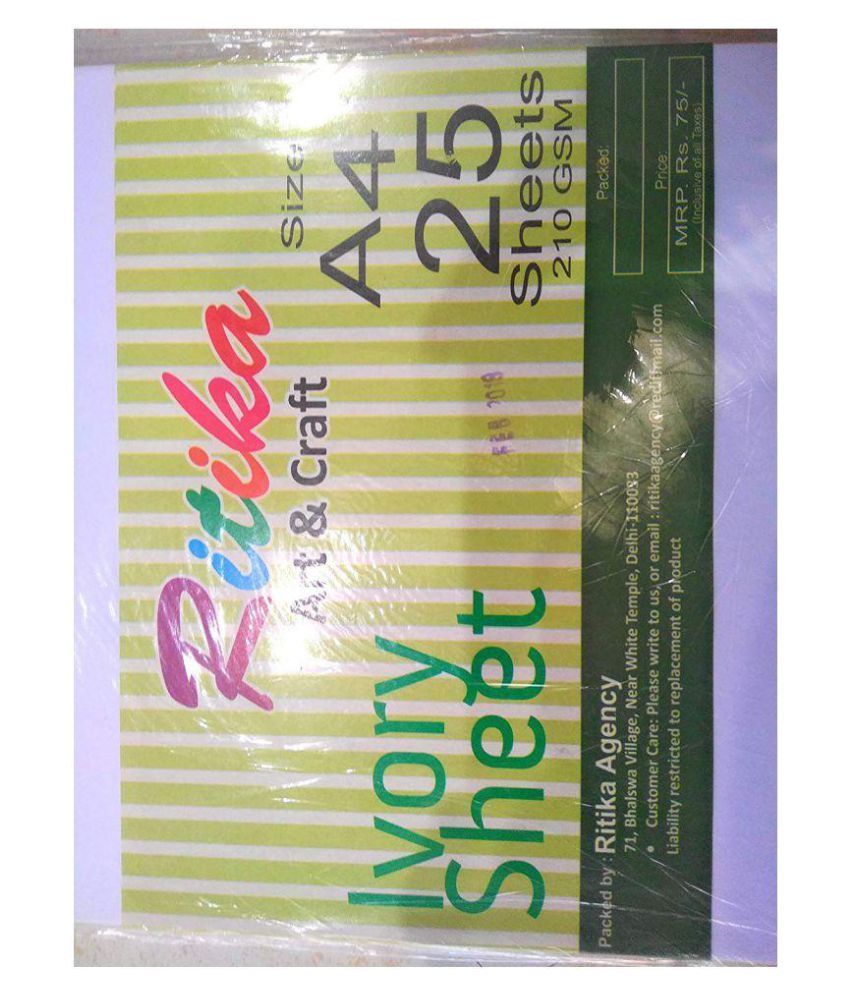 Ritika
Art & Craft
Size
A4
Ivory
Sheet
25
Sheets
210 GSM
FEB 2018
Packed by : Ritika Agency
71, Bhalswa Village, Near White Temple, Delhi-110083
• Customer Care: Please write to us, or email : ritikaagency@rediffmail.com
Liability restricted to replacement of product
Packed:
Price:
MRP. Rs. 75/-
(Inclusive of all Taxes)